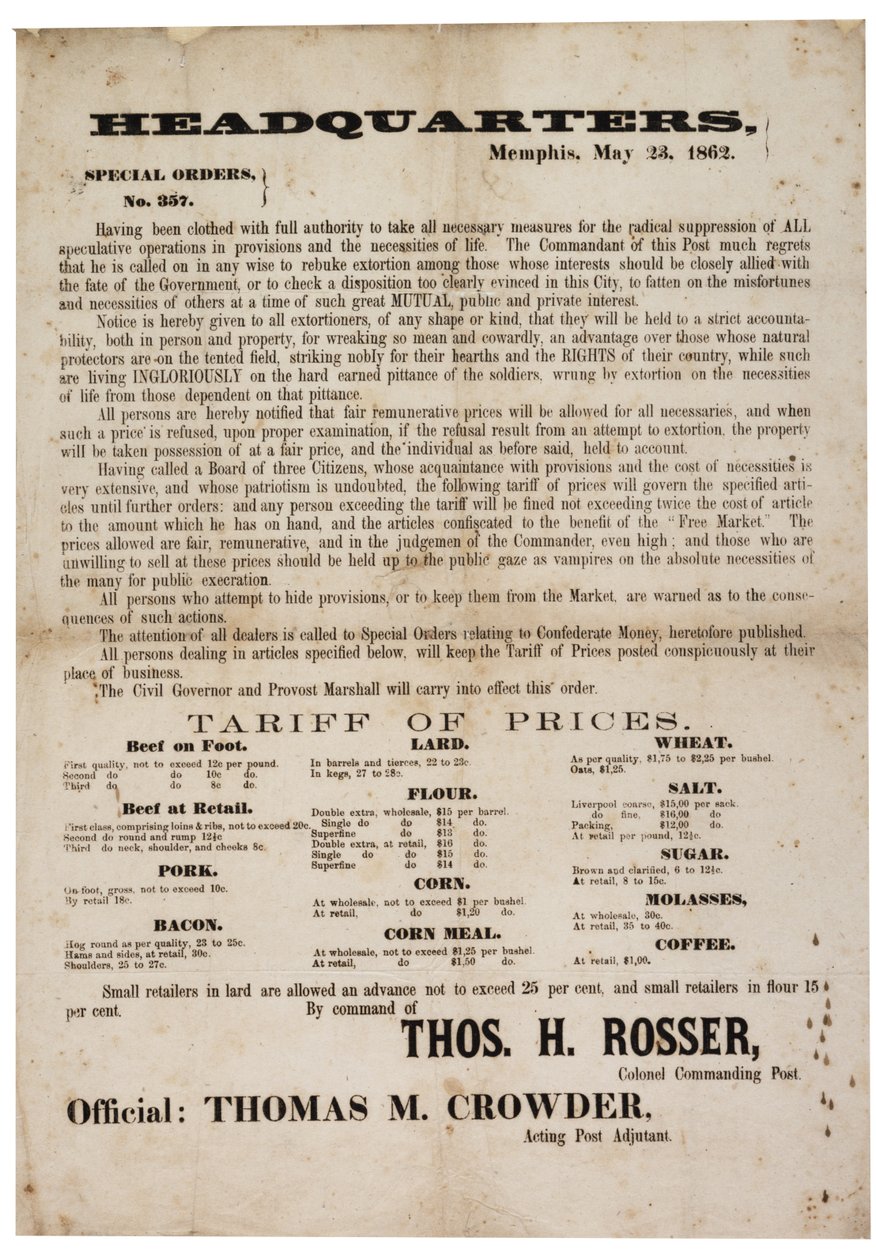 HEADQUARTERS,
Memphis, May 23, 1862.
SPECIAL ORDERS,
No. 357.
Having been clothed with full authority to take all necessary measures for the radical suppression of ALL
speculative operations in provisions and the necessities of life. The Commandant of this Post much regrets
that he is called on in any wise to rebuke extortion among those whose interests should be closely allied with
the fate of the Government, or to check a disposition too clearly evinced in this City, to fatten on the misfortunes
and necessities of others at a time of such great MUTUAL, public and private interest.
Notice is hereby given to all extortioners, of any shape or kind, that they will be held to a strict accounta-
bility, both in person and property, for wreaking so mean and cowardly, an advantage over those whose natural
protectors are on the tented field, striking nobly for their hearths and the RIGHTS of their country, while such
are living INGLORIOUSLY on the hard earned pittance of the soldiers, wrung by extortion on the necessities
of life from those dependent on that pittance.
All persons are hereby notified that fair remunerative prices will be allowed for all necessaries, and when
such a price is refused, upon proper examination, if the refusal result from an attempt to extortion, the property
will be taken possession of at a fair price, and the individual as before said, held to account.
Having called a Board of three Citizens, whose acquaintance with provisions and the cost of necessities is
very extensive, and whose patriotism is undoubted, the following tariff of prices will govern the specified arti-
cles until further orders: and any person exceeding the tariff will be fined not exceeding twice the cost of article
to the amount which he has on hand, and the articles confiscated to the benefit of the "Free Market." The
prices allowed are fair, remunerative, and in the judgemen of the Commander, even high; and those who are
unwilling to sell at these prices should be held up to the public gaze as vampires on the absolute necessities of
the many for public execration.
All persons who attempt to hide provisions, or to keep them from the Market, are warned as to the conse-
quences of such actions.
The attention of all dealers is called to Special Orders relating to Confederate Money, heretofore published.
All persons dealing in articles specified below, will keep the Tariff of Prices posted conspicuously at their
place of business.
The Civil Governor and Provost Marshall will carry into effect this order.
TARIFF OF PRICES.
Beef on Foot.
First quality, not to exceed 12c per pound.
Second do do 10c do.
Third do do 8c do.
Beef at Retail.
First class, comprising loins & ribs, not to exceed 20c.
Second do round and rump 12½c
Third do neck, shoulder, and cheeks 8c.
PORK.
On foot, gross, not to exceed 10c.
By retail 18c.
BACON.
Hog round as per quality, 23 to 25c.
Hams and sides, at retail, 30c.
Shoulders, 25 to 27c.
LARD.
In barrels and tierces, 22 to 23c.
In kegs, 27 to 28c.
FLOUR.
Double extra, wholesale, $15 per barrel.
Single do do $14 do.
Superfine do $13 do.
Double extra, at retail, $16 do.
Single do do $15 do.
Superfine do $14 do.
CORN.
At wholesale, not to exceed $1 per bushel.
At retail, do $1,20 do.
CORN MEAL.
At wholesale, not to exceed $1,25 per bushel.
At retail, do $1,50 do.
WHEAT.
As per quality, $1,75 to $2,25 per bushel.
Oats, $1,25.
SALT.
Liverpool coarse, $15,00 per sack.
do fine, $16,00 do
Packing, $12,00 do.
At retail per pound, 12½c.
SUGAR.
Brown and clarified, 6 to 12½c.
At retail, 8 to 15c.
MOLASSES,
At wholesale, 30c.
At retail, 35 to 40c.
COFFEE.
At retail, $1,00.
Small retailers in lard are allowed an advance not to exceed 25 per cent, and small retailers in flour 15
per cent.
By command of
THOS. H. ROSSER,
Colonel Commanding Post.
Official: THOMAS M. CROWDER,
Acting Post Adjutant.